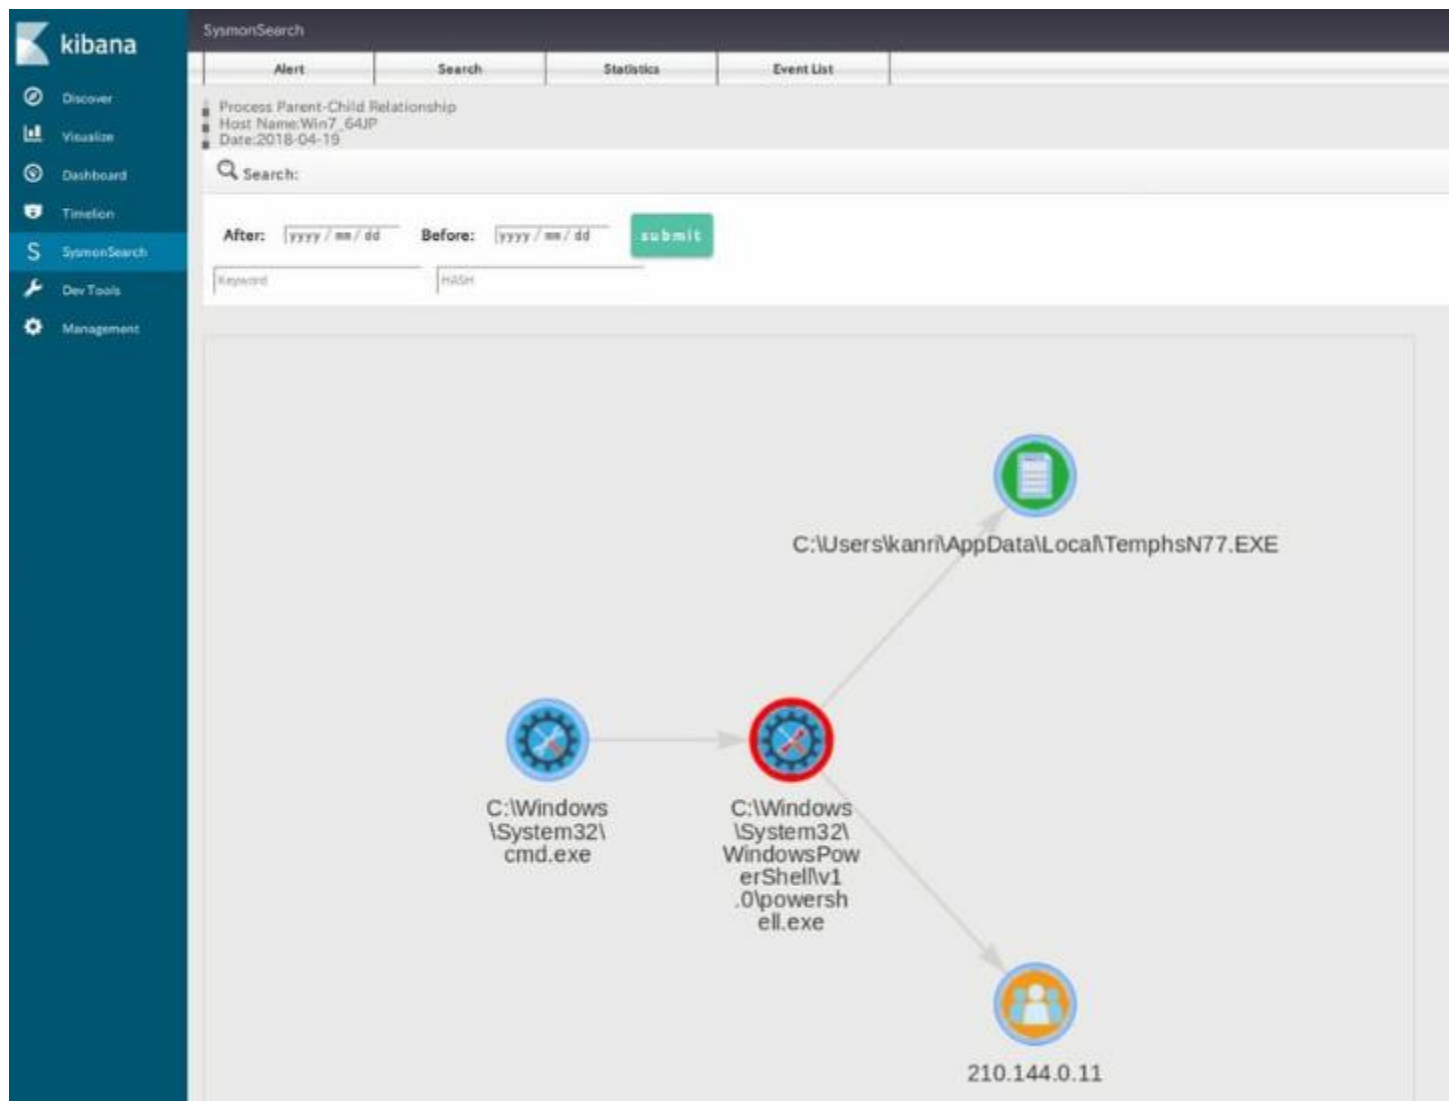 kibana
Discover
Visualize
Dashboard
Timelion
SysmonSearch
Dev Tools
Management
SysmonSearch
Alert Search Statistics Event List
Process Parent-Child Relationship
Host Name:Win7_64JP
Date:2018-04-19
Search:
After: yyyy/mm/dd Before: yyyy/mm/dd submit
Keyword HASH
C:\Users\kanri\AppData\Local\TemphsN77.EXE
C:\Windows
\System32\
cmd.exe
C:\Windows
\System32\
WindowsPow
erShell\v1
.0\powersh
ell.exe
210.144.0.11